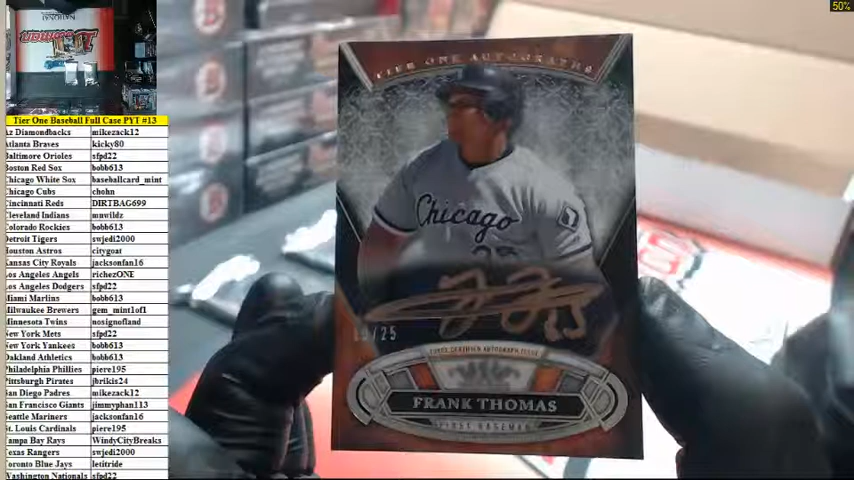 50%
Tier One Baseball Full Case PYT #13
Az Diamondbacks mikezack12
Atlanta Braves kicky80
Baltimore Orioles sfpd22
Boston Red Sox bobb613
Chicago White Sox baseballcard_mint
Chicago Cubs chohn
Cincinnati Reds DIRTBAG699
Cleveland Indians mnwildz
Colorado Rockies bobb613
Detroit Tigers swjedi2000
Houston Astros citygoat
Kansas City Royals jacksonfan16
Los Angeles Angels richezONE
Los Angeles Dodgers sfpd22
Miami Marlins bobb613
Milwaukee Brewers gem_mint1of1
Minnesota Twins nosignofland
New York Mets sfpd22
New York Yankees bobb613
Oakland Athletics bobb613
Philadelphia Phillies piere195
Pittsburgh Pirates jbrikis24
San Diego Padres mikezack12
San Francisco Giants jimmyphan113
Seattle Mariners jacksonfan16
St. Louis Cardinals piere195
Tampa Bay Rays WindyCityBreaks
Texas Rangers swjedi2000
Toronto Blue Jays letitride
Washington Nationals sfpd22
TIER ONE AUTOGRAPHS
Chicago
35
/25
TOPPS CERTIFIED AUTOGRAPH ISSUE
FRANK THOMAS
FIRST BASEMAN